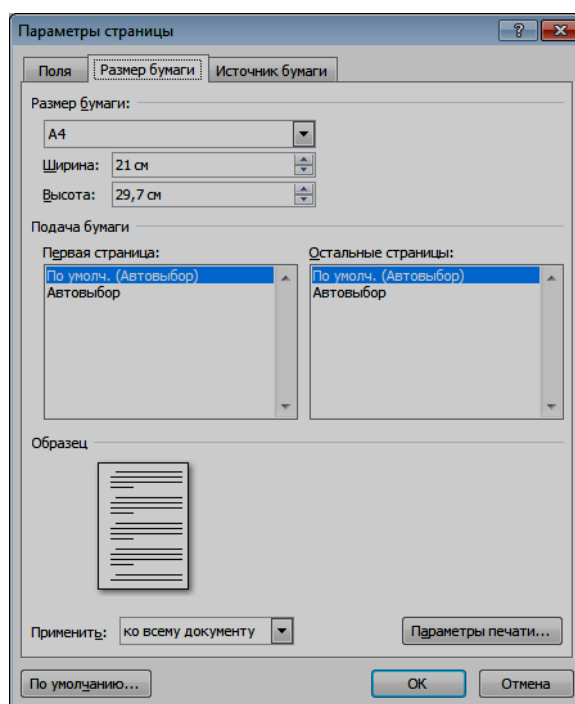 Параметры страницы
Поля Размер бумаги Источник бумаги
Размер бумаги:
A4
Ширина: 21 см
Высота: 29,7 см
Подача бумаги
Первая страница: Остальные страницы:
По умолч. (Автовыбор) По умолч. (Автовыбор)
Автовыбор Автовыбор
Образец
Применить: ко всему документу Параметры печати...
По умолчанию... ОК Отмена